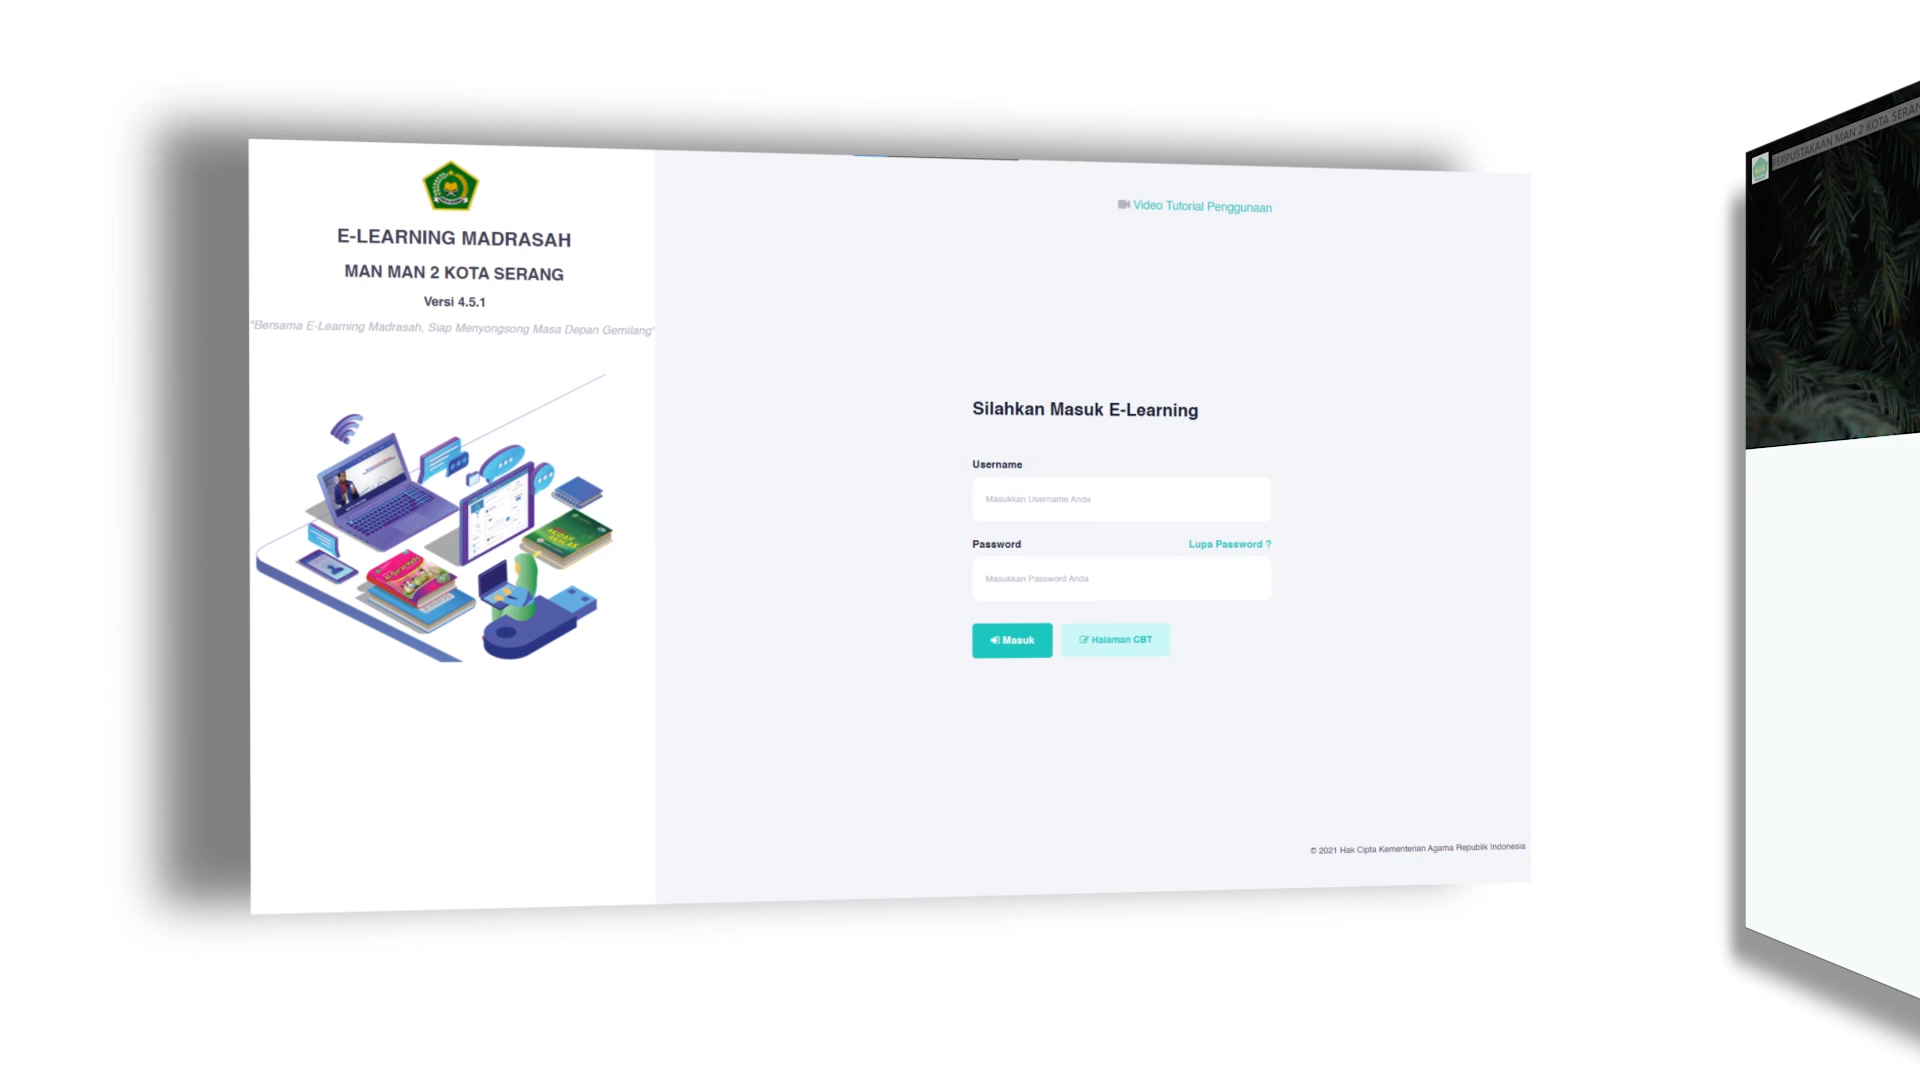 E-LEARNING MADRASAH
MAN MAN 2 KOTA SERANG
Versi 4.5.1
"Bersama E-Learning Madrasah, Siap Menyongsong Masa Depan Gemilang"
AKIDAH AKHLAK
Video Tutorial Penggunaan
Silahkan Masuk E-Learning
Username
Masukkan Username Anda
Password
Lupa Password ?
Masukkan Password Anda
Masuk
Halaman CBT
© 2021 Hak Cipta Kementerian Agama Republik Indonesia
PERPUSTAKAAN MAN 2 KOTA SERAN